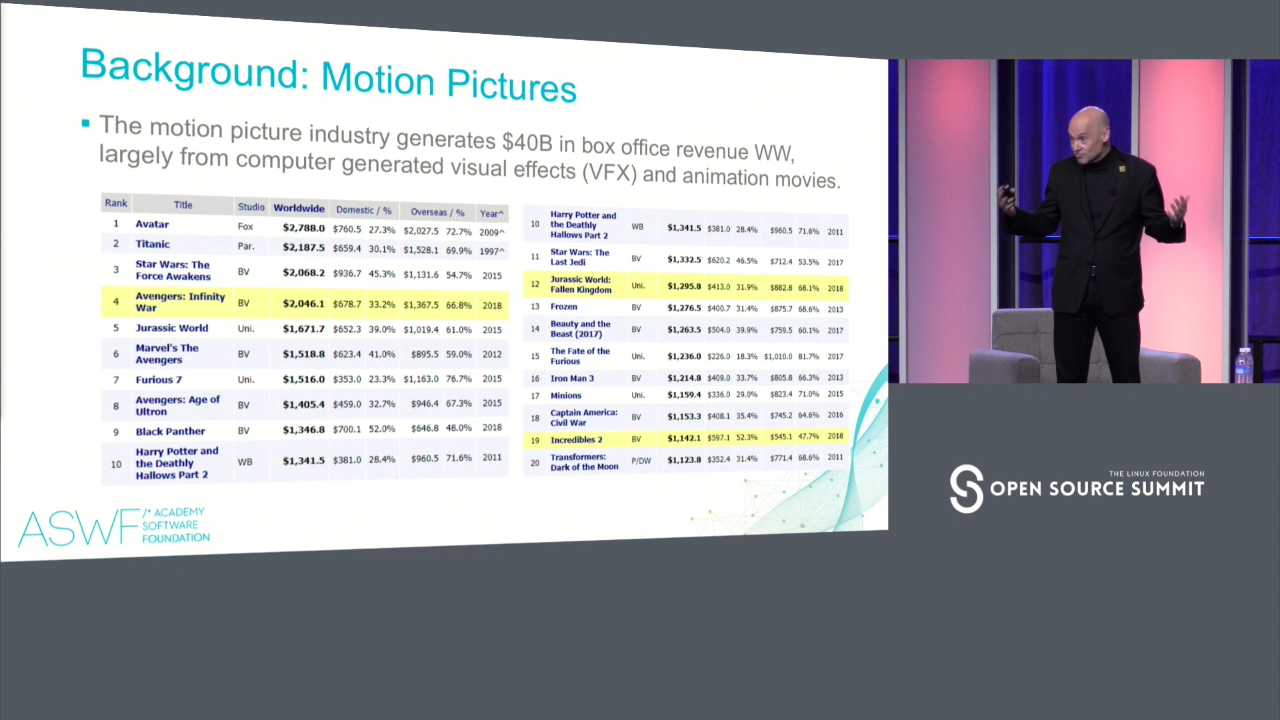 Background: Motion Pictures
The motion picture industry generates $40B in box office revenue WW,
largely from computer generated visual effects (VFX) and animation movies.
Rank Title Studio Worldwide Domestic / % Overseas / % Year^
1 Avatar Fox $2,788.0 $760.5 27.3% $2,027.5 72.7% 2009^
2 Titanic Par. $2,187.5 $659.4 30.1% $1,528.1 69.9% 1997^
3 Star Wars: The Force Awakens BV $2,068.2 $936.7 45.3% $1,131.6 54.7% 2015
4 Avengers: Infinity War BV $2,046.1 $678.7 33.2% $1,367.5 66.8% 2018
5 Jurassic World Uni. $1,671.7 $652.3 39.0% $1,019.4 61.0% 2015
6 Marvel's The Avengers BV $1,518.8 $623.4 41.0% $895.5 59.0% 2012
7 Furious 7 Uni. $1,516.0 $353.0 23.3% $1,163.0 76.7% 2015
8 Avengers: Age of Ultron BV $1,405.4 $459.0 32.7% $946.4 67.3% 2015
9 Black Panther BV $1,346.8 $700.1 52.0% $646.8 48.0% 2018
10 Harry Potter and the Deathly Hallows Part 2 WB $1,341.5 $381.0 28.4% $960.5 71.6% 2011
10 Harry Potter and the Deathly Hallows Part 2 WB $1,341.5 $381.0 28.4% $960.5 71.6% 2011
11 Star Wars: The Last Jedi BV $1,332.5 $620.2 46.5% $712.4 53.5% 2017
12 Jurassic World: Fallen Kingdom Uni. $1,295.8 $413.0 31.9% $882.8 68.1% 2018
13 Frozen BV $1,276.5 $400.7 31.4% $875.7 68.6% 2013
14 Beauty and the Beast (2017) BV $1,263.5 $504.0 39.9% $759.5 60.1% 2017
15 The Fate of the Furious Uni. $1,236.0 $226.0 18.3% $1,010.0 81.7% 2017
16 Iron Man 3 BV $1,214.8 $409.0 33.7% $805.8 66.3% 2013
17 Minions Uni. $1,159.4 $336.0 29.0% $823.4 71.0% 2015
18 Captain America: Civil War BV $1,153.3 $408.1 35.4% $745.2 64.6% 2016
19 Incredibles 2 BV $1,142.1 $597.1 52.3% $545.1 47.7% 2018
20 Transformers: Dark of the Moon P/DW $1,123.8 $352.4 31.4% $771.4 68.6% 2011
ASWF /* ACADEMY
SOFTWARE
FOUNDATION
THE LINUX FOUNDATION
OPEN SOURCE SUMMIT